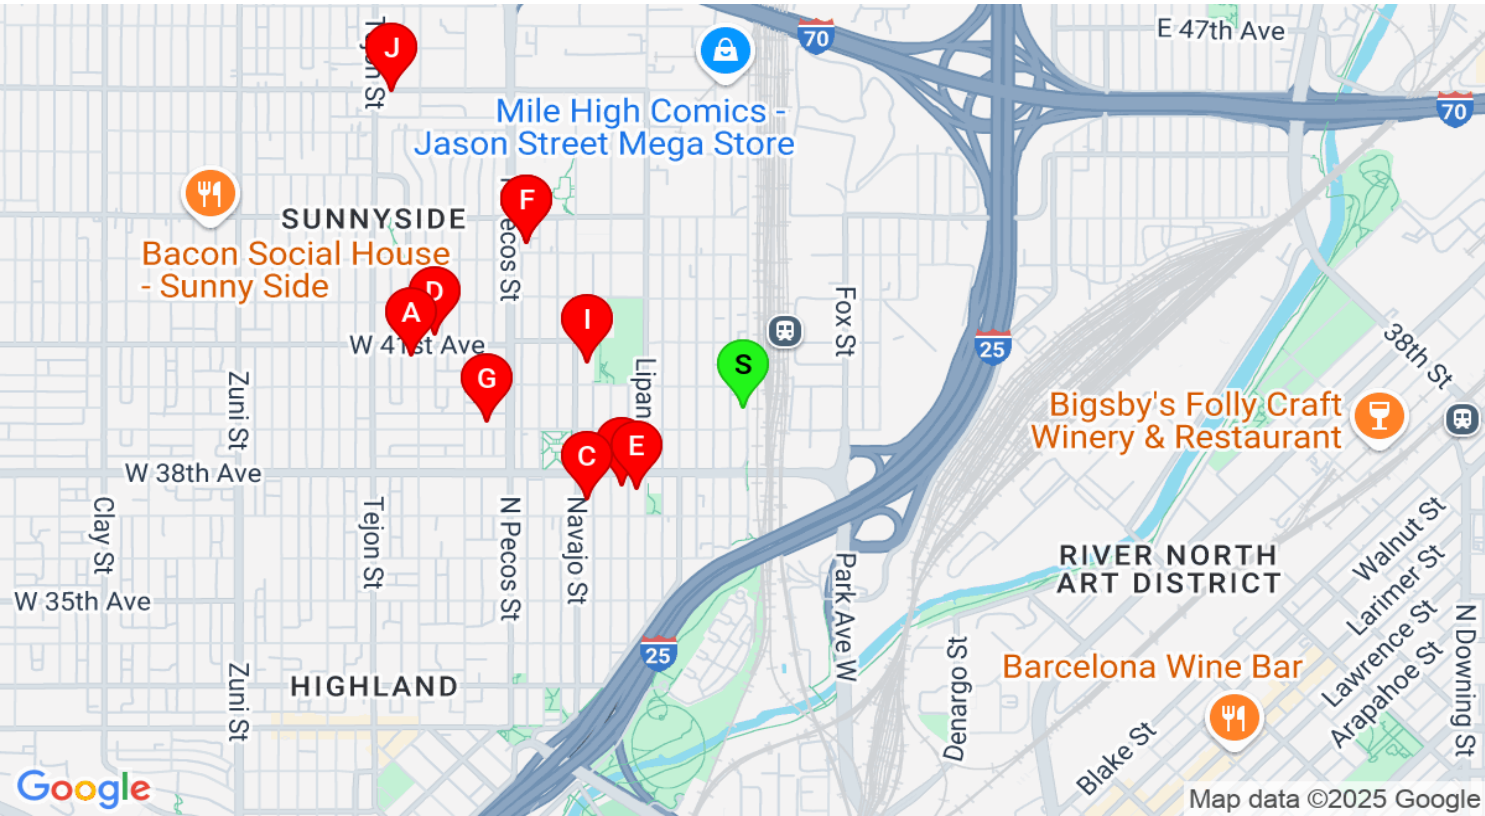 70
E 47th Ave
J
Tejon St
Mile High Comics -
Jason Street Mega Store
70
F
Pecos St
SUNNYSIDE
Bacon Social House
- Sunny Side
D
A
W 41st Ave
I
G
Lipan
S
Fox St
25
38th St
Zuni St
Bigsby's Folly Craft
Winery & Restaurant
C
E
W 38th Ave
Clay St
Tejon St
N Pecos St
Navajo St
Walnut St
RIVER NORTH
ART DISTRICT
Larimer St
W 35th Ave
Park Ave W
Lawrence St
N Downing St
25
Arapahoe St
Denargo St
Barcelona Wine Bar
HIGHLAND
Zuni St
Blake St
Google
Map data ©2025 Google